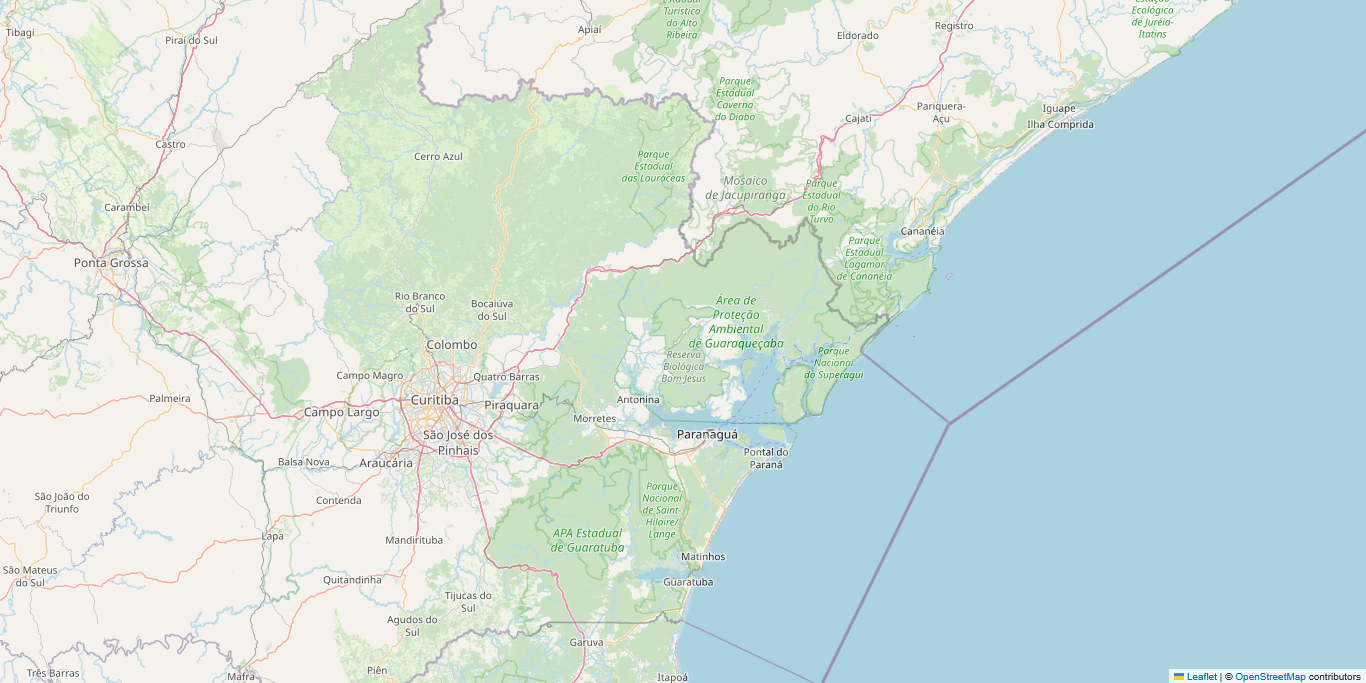 Estação
Ecológica
de Juréia-
Itatins
Turístico
do Alto
Ribeira
Tibagi
Piraí do Sul
Apiaí
Eldorado
Registro
Parque
Estadual
Caverna
do Diabo
Cajati
Pariquera-
Açu
Iguape
Ilha Comprida
Castro
Cerro Azul
Parque
Estadual
das Lauráceas
Mosaico
de Jacupiranga
Parque
Estadual
do Rio
Turvo
Carambeí
Cananéia
Parque
Estadual
Lagamar
de Cananéia
Ponta Grossa
Rio Branco
do Sul
Bocaiúva
do Sul
Área de
Proteção
Ambiental
de Guaraqueçaba
Colombo
Reserva
Biológica
Bom Jesus
Parque
Nacional
do Superagui
Campo Magro
Quatro Barras
Palmeira
Campo Largo
Curitiba
Piraquara
Antonina
Morretes
São José dos
Pinhais
Paranaguá
Balsa Nova
Araucária
Pontal do
Paraná
São João do
Triunfo
Contenda
Parque
Nacional
de Saint-
Hilaire/
Lange
Lapa
Mandirituba
APA Estadual
de Guaratuba
Matinhos
São Mateus
do Sul
Quitandinha
Guaratuba
Tijucas do
Sul
Agudos do
Sul
Garuva
Três Barras
Mafra
Piên
Itapoá
Leaflet | © OpenStreetMap contributors